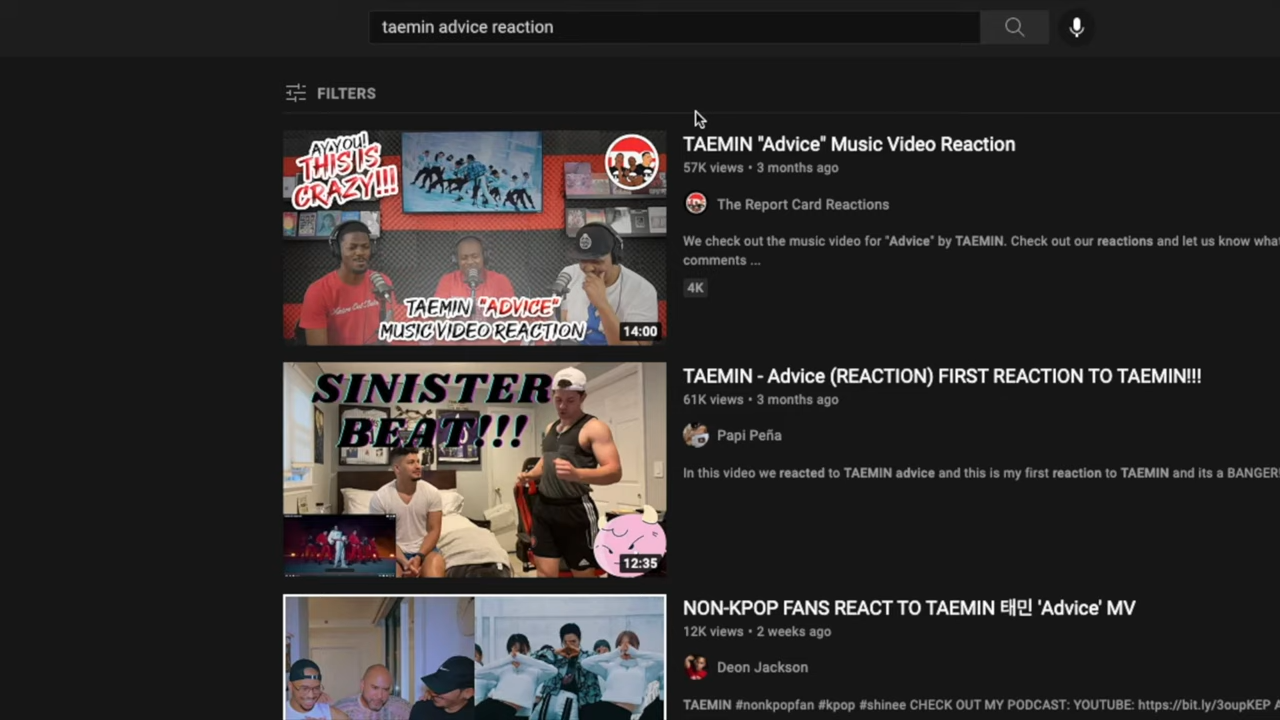 taemin advice reaction
FILTERS
AY YOU!
THIS IS
CRAZY!!!
TAEMIN "ADVICE"
MUSIC VIDEO REACTION
14:00
TAEMIN "Advice" Music Video Reaction
57K views • 3 months ago
The Report Card Reactions
We check out the music video for "Advice" by TAEMIN. Check out our reactions and let us know what
comments ...
4K
SINISTER
BEAT!!!
12:35
TAEMIN - Advice (REACTION) FIRST REACTION TO TAEMIN!!!
61K views • 3 months ago
Papi Peña
In this video we reacted to TAEMIN advice and this is my first reaction to TAEMIN and its a BANGER
NON-KPOP FANS REACT TO TAEMIN 태민 'Advice' MV
12K views • 2 weeks ago
Deon Jackson
TAEMIN #nonkpopfan #kpop #shinee CHECK OUT MY PODCAST: YOUTUBE: https://bit.ly/3oupKEP